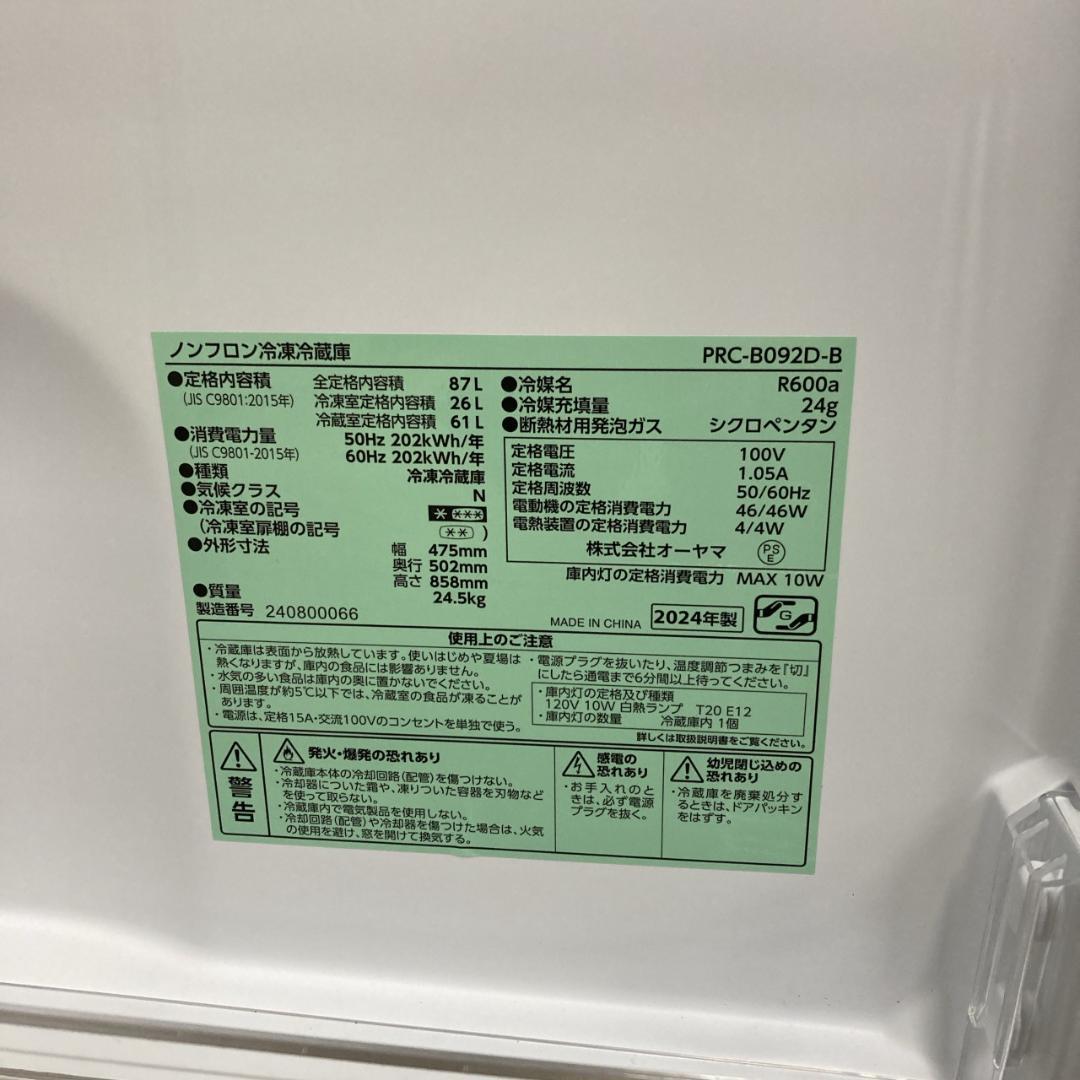 ノンフロン冷凍冷蔵庫 PRC-B092D-B
●定格内容積 全定格内容積 87L
(JIS C9801:2015年) 冷凍室定格内容積 26L
冷蔵室定格内容積 61L
●消費電力量 50Hz 202kWh/年
(JIS C9801-2015年) 60Hz 202kWh/年
●種類 冷凍冷蔵庫
●気候クラス N
●冷凍室の記号
(冷凍室扉棚の記号 )
●外形寸法 幅 475mm
奥行 502mm
高さ 858mm
●質量 24.5kg
製造番号 240800066
●冷媒名 R600a
●冷媒充填量 24g
●断熱材用発泡ガス シクロペンタン
定格電圧 100V
定格電流 1.05A
定格周波数 50/60Hz
電動機の定格消費電力 46/46W
電熱装置の定格消費電力 4/4W
株式会社オーヤマ PSE
庫内灯の定格消費電力 MAX 10W
MADE IN CHINA 2024年製 G
使用上のご注意
・冷蔵庫は表面から放熱しています。使いはじめや夏場は
熱くなりますが、庫内の食品には影響ありません。
・水気の多い食品は庫内の奥に置かないでください。
・周囲温度が約5℃以下では、冷蔵室の食品が凍ることが
あります。
・電源は、定格15A・交流100Vのコンセントを単独で使う。
・電源プラグを抜いたり、温度調節つまみを「切」
にしたら通電まで6分間以上待ってください。
・庫内灯の定格及び種類
120V 10W 白熱ランプ T20 E12
・庫内灯の数量 冷蔵庫内 1個
詳しくは取扱説明書をご覧ください。
警告
発火・爆発の恐れあり
・冷蔵庫本体の冷却回路(配管)を傷つけない。
・冷却器についた霜や、凍りついた容器を刃物など
を使って取らない。
・冷蔵庫内で電気製品を使用しない。
・冷却回路(配管)や冷却器を傷つけた場合は、火気
の使用を避け、窓を開けて換気する。
感電の
恐れあり
・お手入れのと
きは、必ず電源
プラグを抜く。
幼児閉じ込めの
恐れあり
・冷蔵庫を廃棄処分す
るときは、ドアパッキン
をはずす。